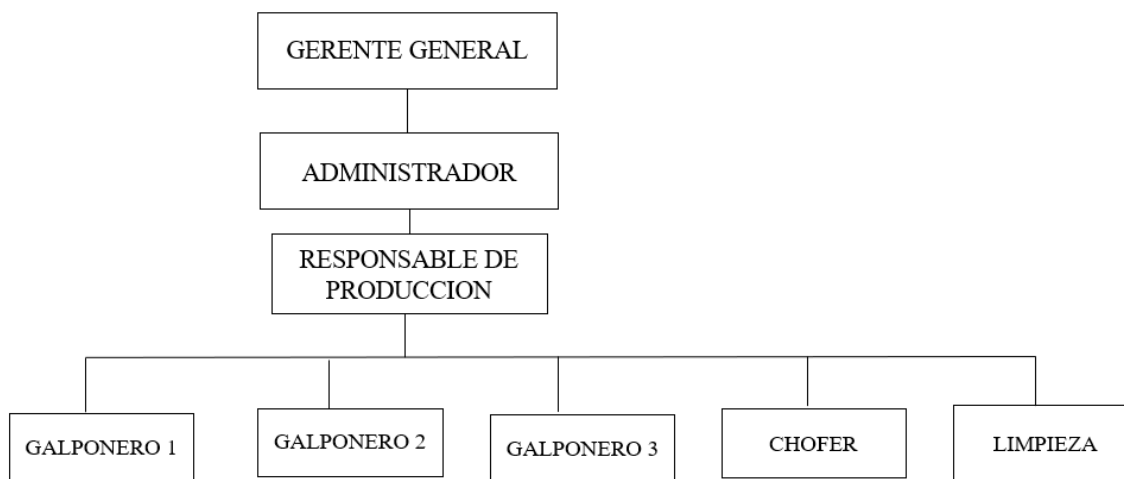 GERENTE GENERAL
ADMINISTRADOR
RESPONSABLE DE
PRODUCCION
GALPONERO 1
GALPONERO 2
GALPONERO 3
CHOFER
LIMPIEZA